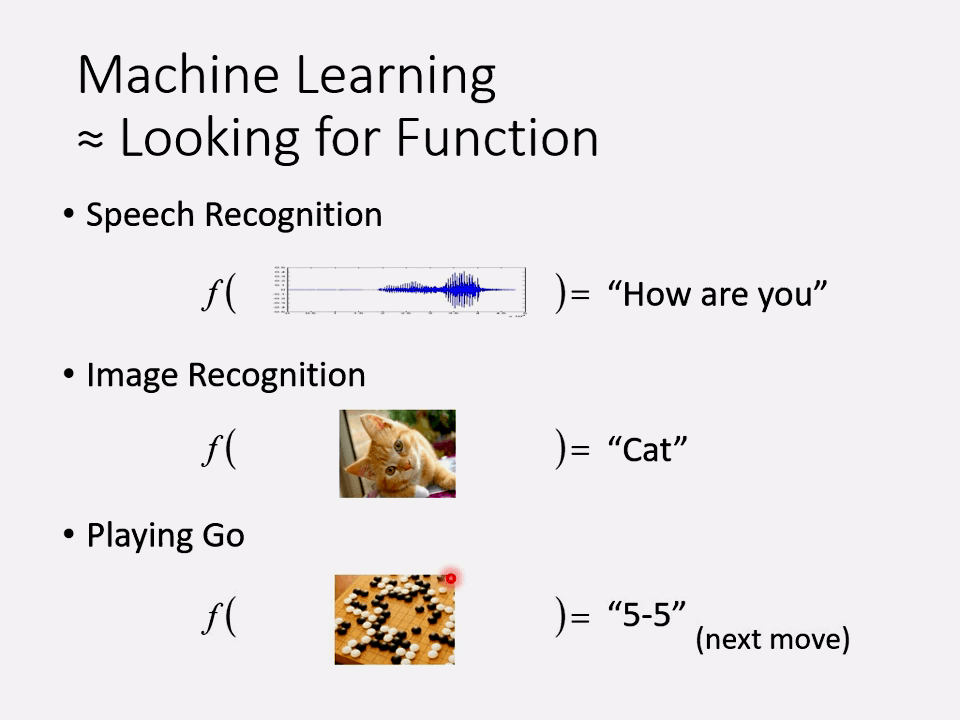 Machine Learning
≈ Looking for Function
• Speech Recognition
f( ) = “How are you”
• Image Recognition
f( ) = “Cat”
• Playing Go
f( ) = “5-5”
(next move)